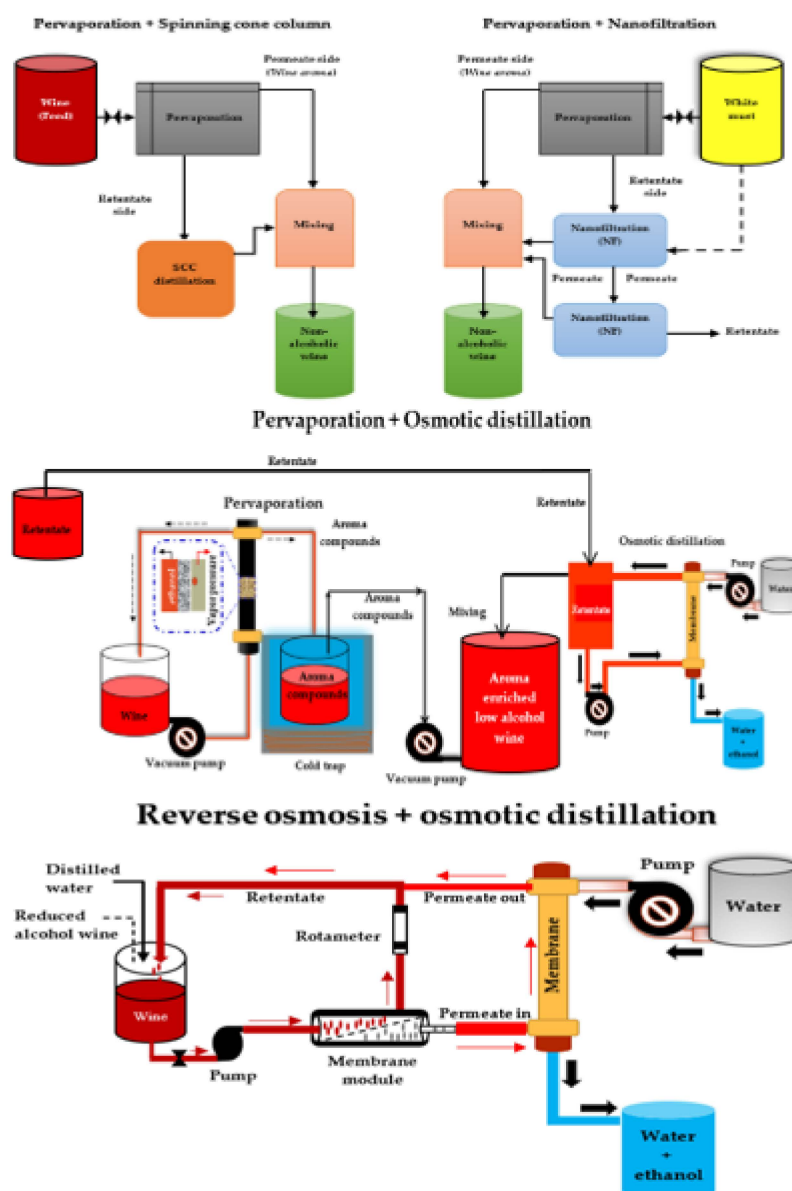 Pervaporation + Spinning cone column
Pervaporation + Nanofiltration
Permeate side
(Wine aroma)
Wine
(Feed)
Pervaporation
Retentate
side
Mixing
SCC
distillation
Non-
alcoholic
wine
Permeate side
(Wine aroma)
Pervaporation
White
must
Retentate
side
Mixing
Nanofiltration
(NF)
Permeate
Permeate
Nanofiltration
(NF)
Retentate
Non-
alcoholic
wine
Pervaporation + Osmotic distillation
Retentate
Retentate
Pervaporation
Aroma
compounds
ethanol
Vapor pressure
Wine
Vacuum pump
Aroma
compounds
Cold trap
Aroma
compounds
Vacuum pump
Retentate
Mixing
Aroma
enriched
low alcohol
wine
Retentate
Osmotic distillation
Pump
Water
Membrane
Pump
Water
+
ethanol
Reverse osmosis + osmotic distillation
Distilled
water
Reduced
alcohol wine
Retentate
Permeate out
Pump
Water
Rotameter
Membrane
Wine
Permeate in
Pump
Membrane
module
Water
+
ethanol